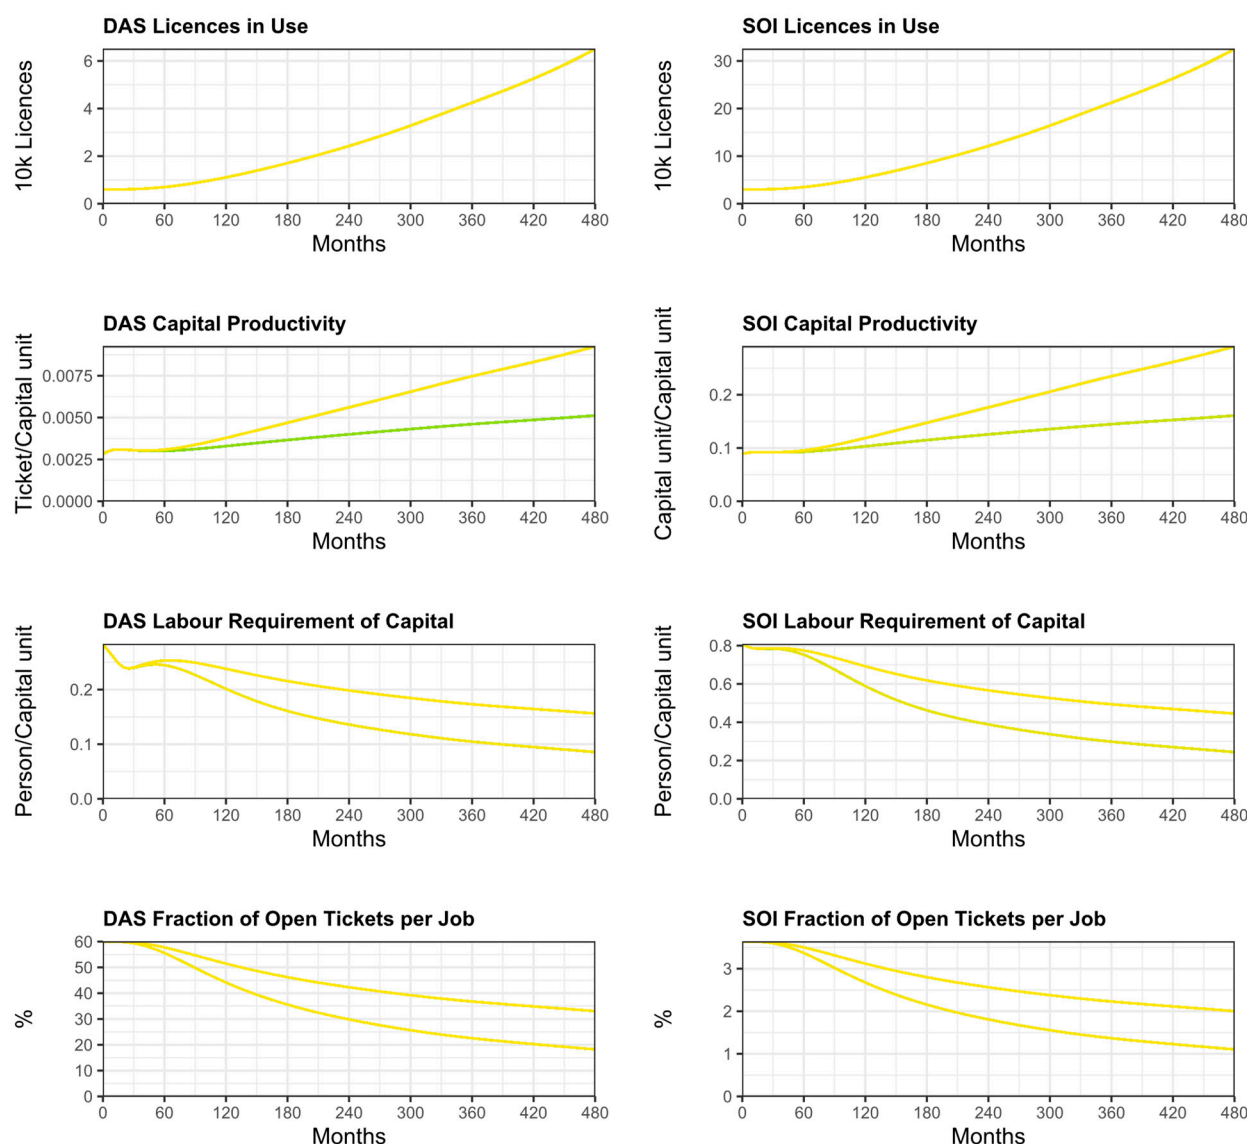 DAS Licences in Use
10k Licences
6
4
2
0
0 60 120 180 240 300 360 420 480
Months
SOI Licences in Use
10k Licences
30
20
10
0
0 60 120 180 240 300 360 420 480
Months
DAS Capital Productivity
Ticket/Capital unit
0.0075
0.0050
0.0025
0.0000
0 60 120 180 240 300 360 420 480
Months
SOI Capital Productivity
Capital unit/Capital unit
0.2
0.1
0.0
0 60 120 180 240 300 360 420 480
Months
DAS Labour Requirement of Capital
Person/Capital unit
0.2
0.1
0.0
0 60 120 180 240 300 360 420 480
Months
SOI Labour Requirement of Capital
Person/Capital unit
0.8
0.6
0.4
0.2
0.0
0 60 120 180 240 300 360 420 480
Months
DAS Fraction of Open Tickets per Job
%
60
50
40
30
20
10
0
0 60 120 180 240 300 360 420 480
Months
SOI Fraction of Open Tickets per Job
%
3
2
1
0
0 60 120 180 240 300 360 420 480
Months